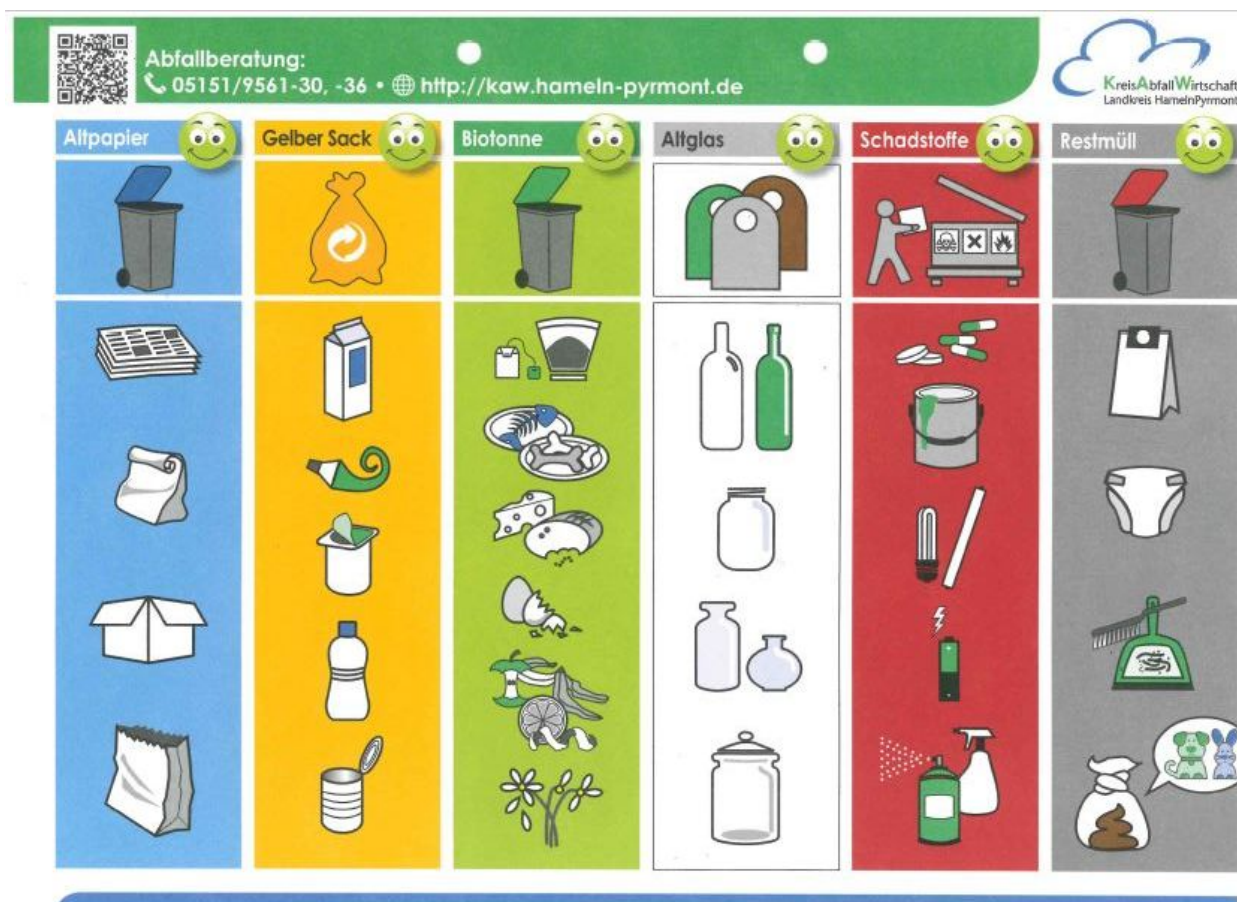 Abfallberatung:
05151/9561-30, -36 • http://kaw.hameln-pyrmont.de
KreisAbfallWirtschaft
Landkreis HamelnPyrmont
Altpapier
Gelber Sack
Biotonne
Altglas
Schadstoffe
Restmüll